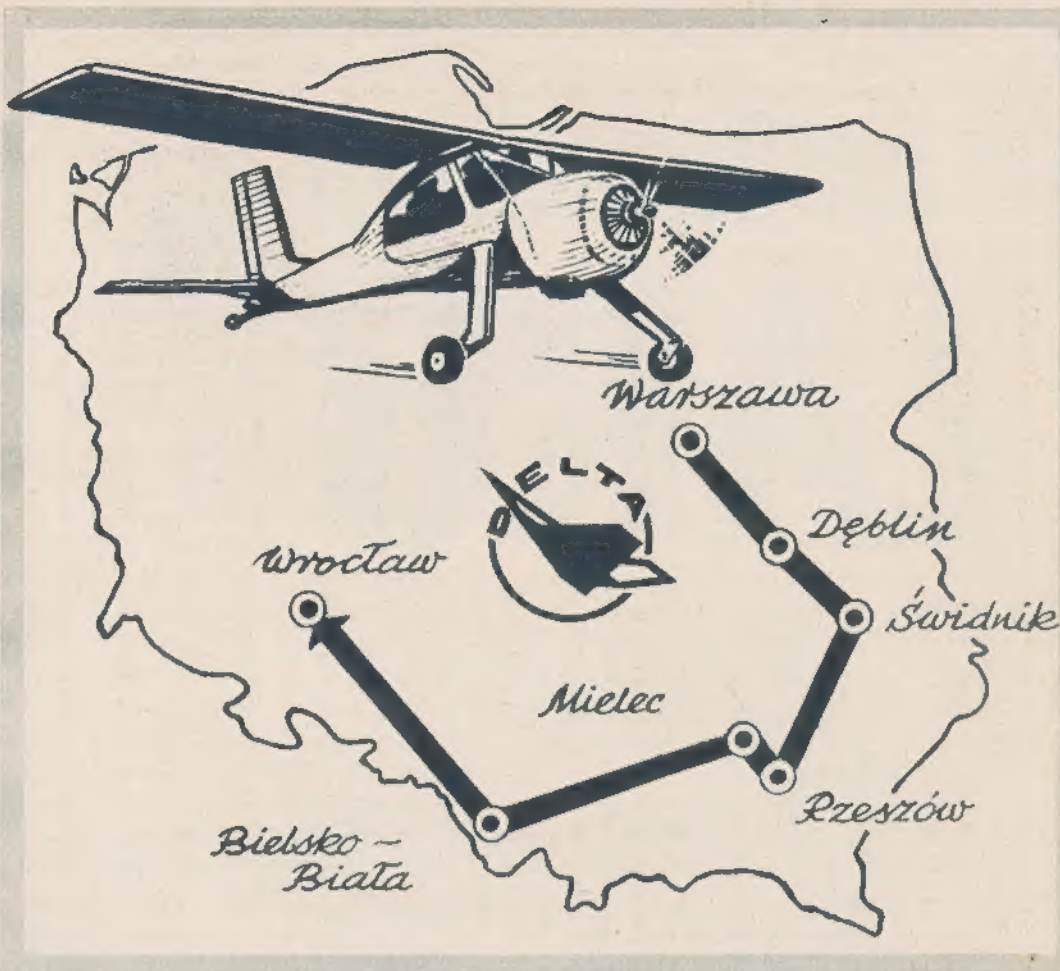 Warszawa
DELTA
Dęblin
Wrocław
Świdnik
Mielec
Rzeszów
Bielsko -
Biała